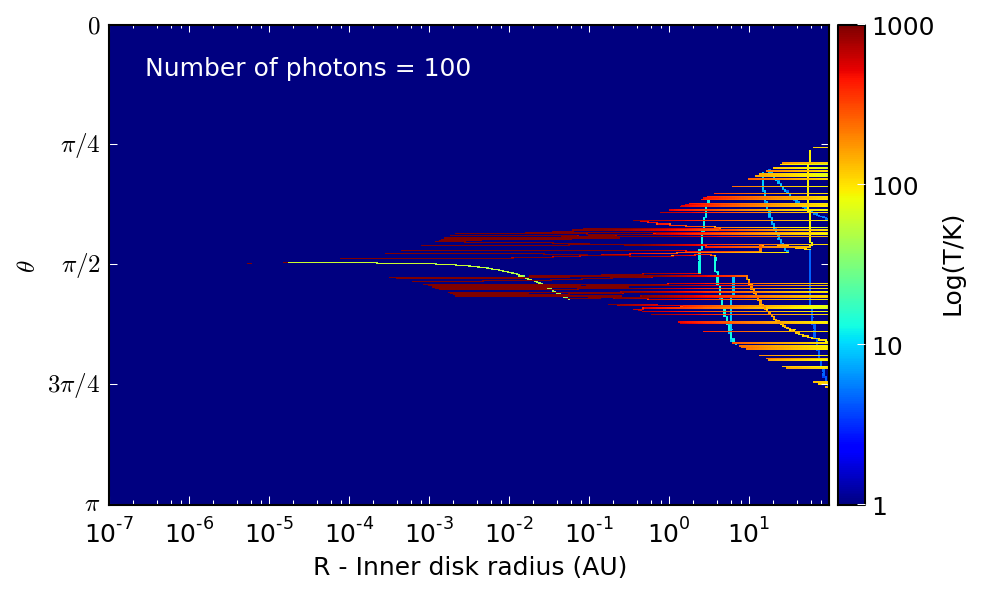 Number of photons = 100
0
π/4
π/2
3π/4
π
θ
10⁻⁷ 10⁻⁶ 10⁻⁵ 10⁻⁴ 10⁻³ 10⁻² 10⁻¹ 10⁰ 10¹
R - Inner disk radius (AU)
1000
100
10
1
Log(T/K)